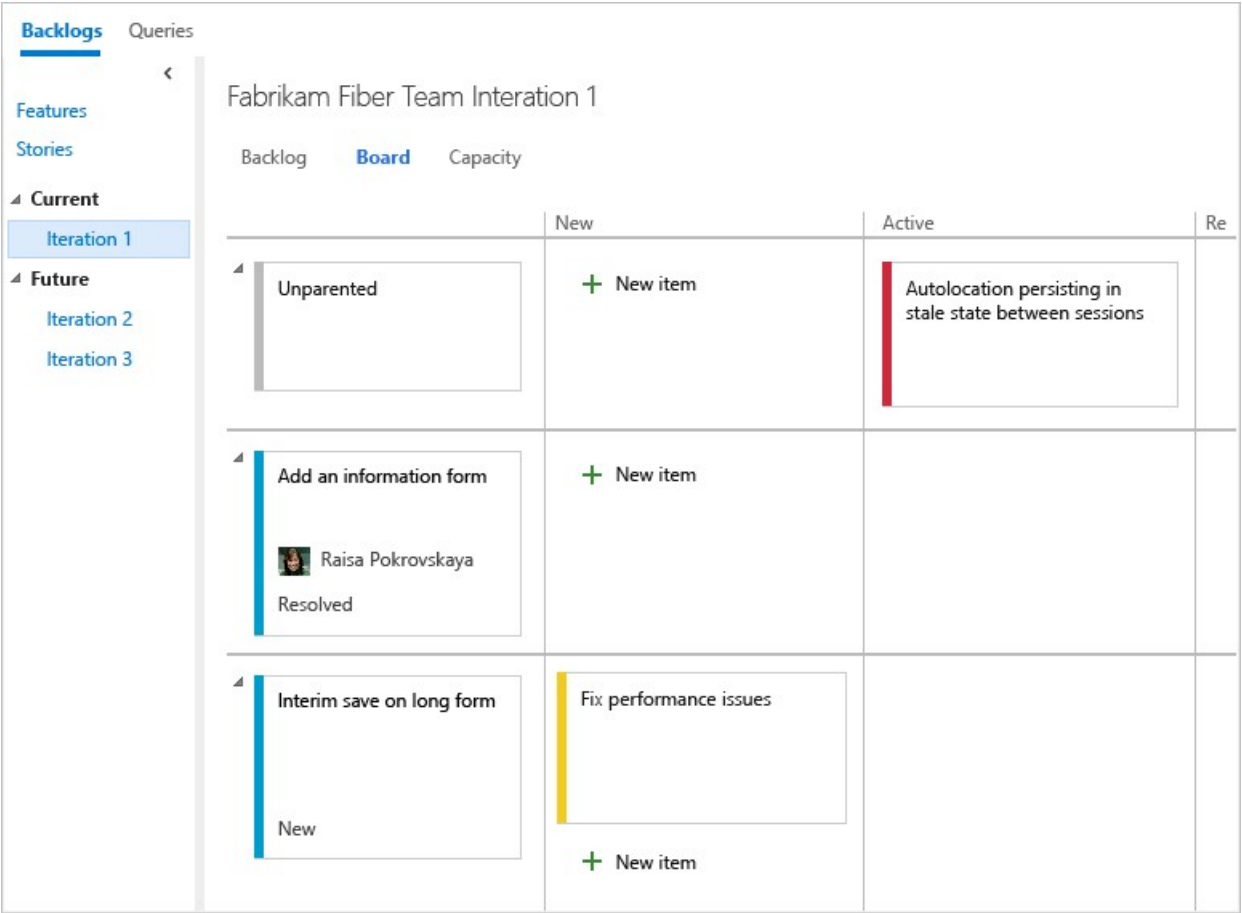 Backlogs Queries
Features
Stories
Current
Iteration 1
Future
Iteration 2
Iteration 3
Fabrikam Fiber Team Interation 1
Backlog Board Capacity
New Active Re
Unparented
+ New item
Autolocation persisting in
stale state between sessions
Add an information form
Raisa Pokrovskaya
Resolved
+ New item
Interim save on long form
New
Fix performance issues
+ New item